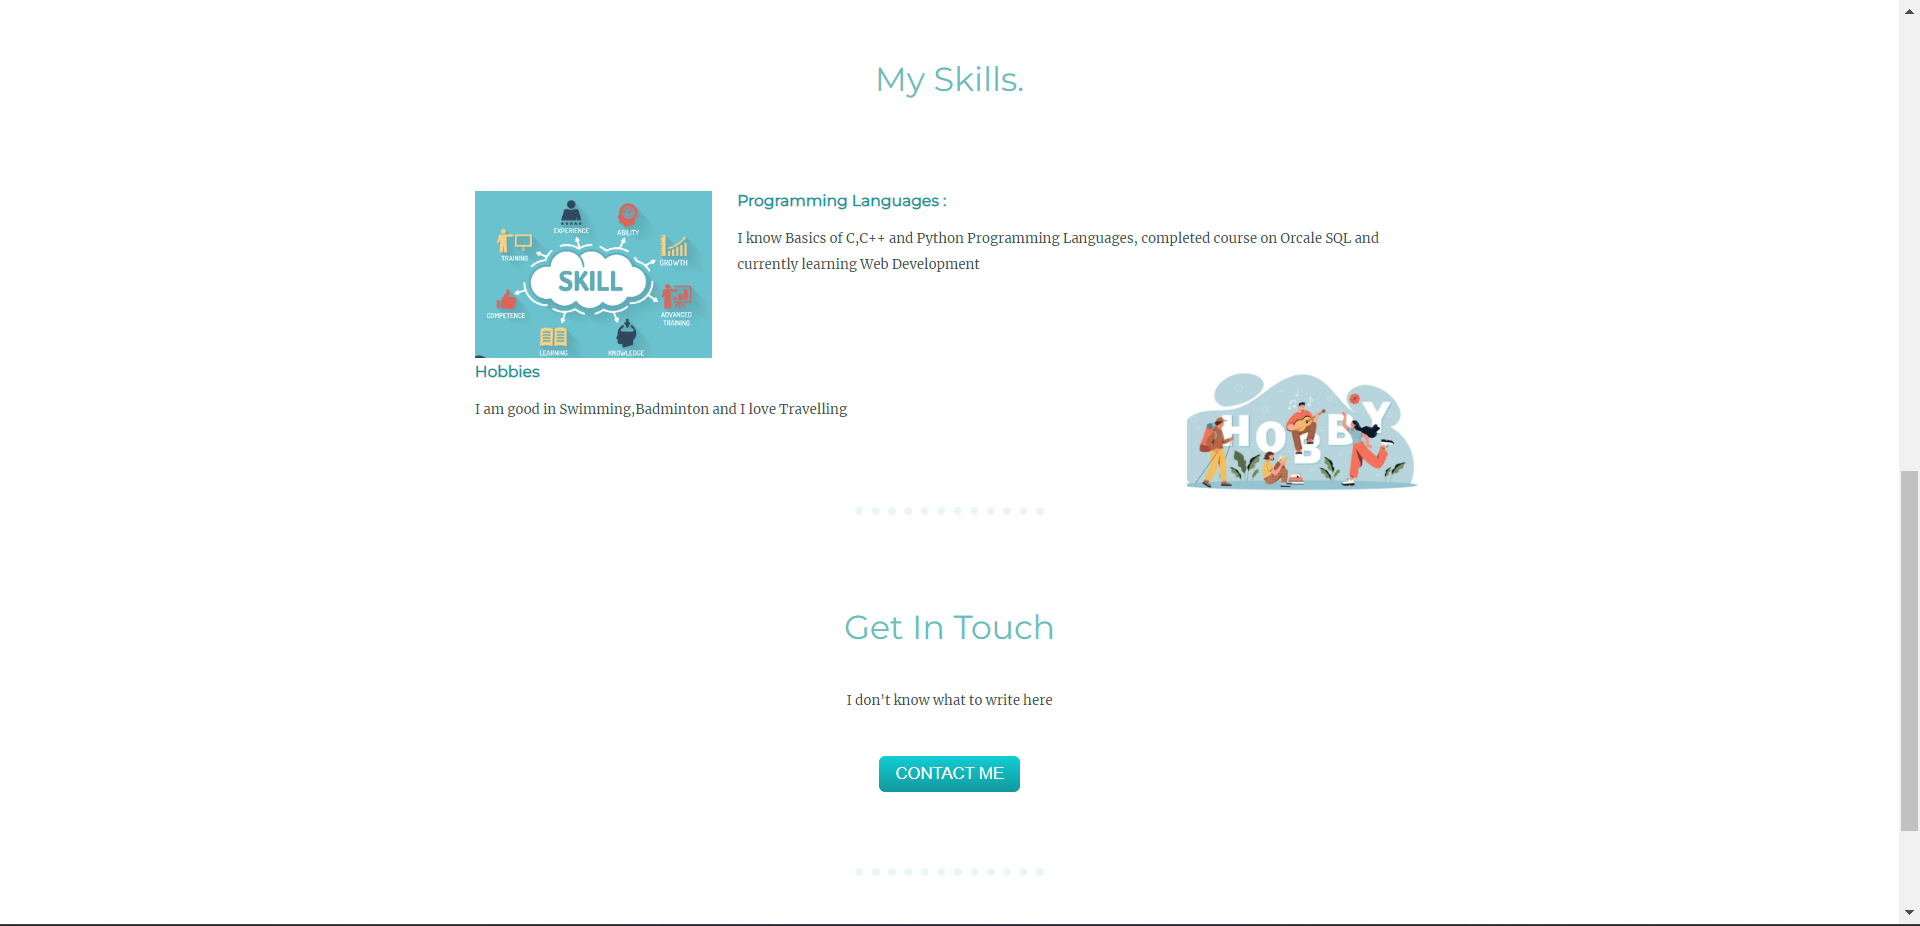 My Skills.
EXPERIENCE
ABILITY
TRAINING
GROWTH
SKILL
COMPETENCE
ADVANCED
TRAINING
LEARNING
KNOWLEDGE
Programming Languages :
I know Basics of C,C++ and Python Programming Languages, completed course on Orcale SQL and
currently learning Web Development
Hobbies
I am good in Swimming,Badminton and I love Travelling
HOBBY
Get In Touch
I don't know what to write here
CONTACT ME